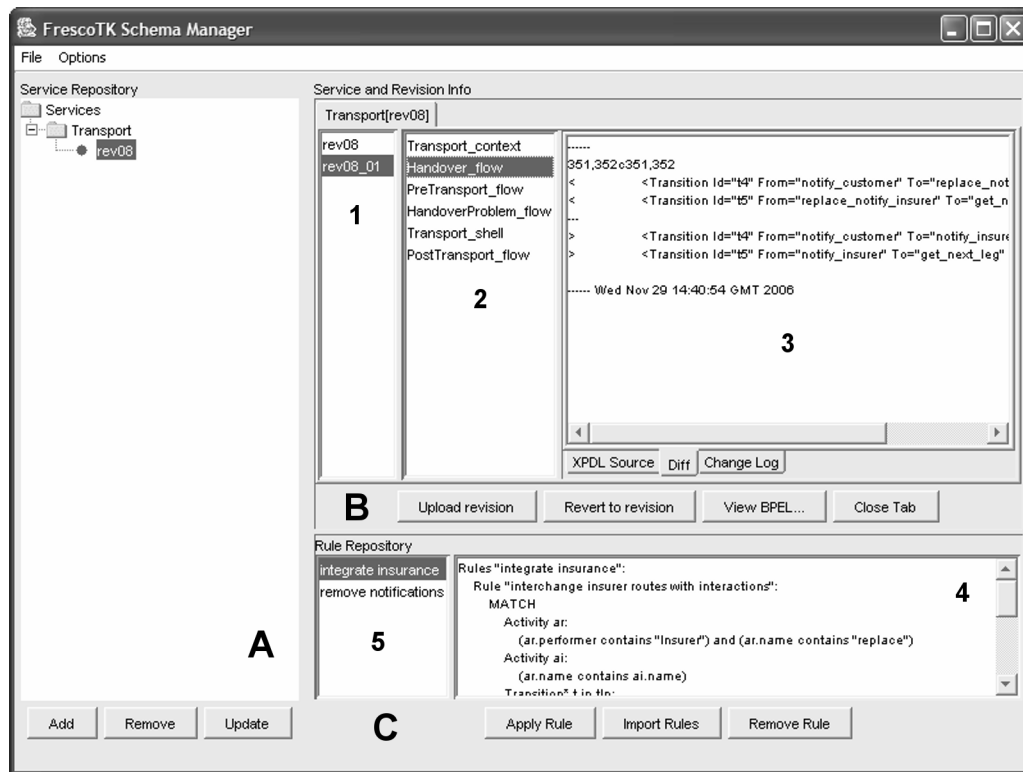 FrescoTK Schema Manager
File Options
Service Repository
Services
Transport
rev08
A
Add Remove Update
Service and Revision Info
Transport[rev08]
rev08
rev08_01
1
Transport_context
Handover_flow
PreTransport_flow
HandoverProblem_flow
Transport_shell
PostTransport_flow
2
------
351,352c351,352
< <Transition Id="t4" From="notify_customer" To="replace_not
< <Transition Id="t5" From="replace_notify_insurer" To="get_n
---
> <Transition Id="t4" From="notify_customer" To="notify_insure
> <Transition Id="t5" From="notify_insurer" To="get_next_leg"
------ Wed Nov 29 14:40:54 GMT 2006
3
XPDL Source Diff Change Log
B
Upload revision Revert to revision View BPEL... Close Tab
Rule Repository
integrate insurance
remove notifications
5
Rules "integrate insurance":
Rule "interchange insurer routes with interactions":
MATCH
Activity ar:
(ar.performer contains "Insurer") and (ar.name contains "replace")
Activity ai:
(ar.name contains ai.name)
Transition* t in tIn:
4
C
Apply Rule Import Rules Remove Rule